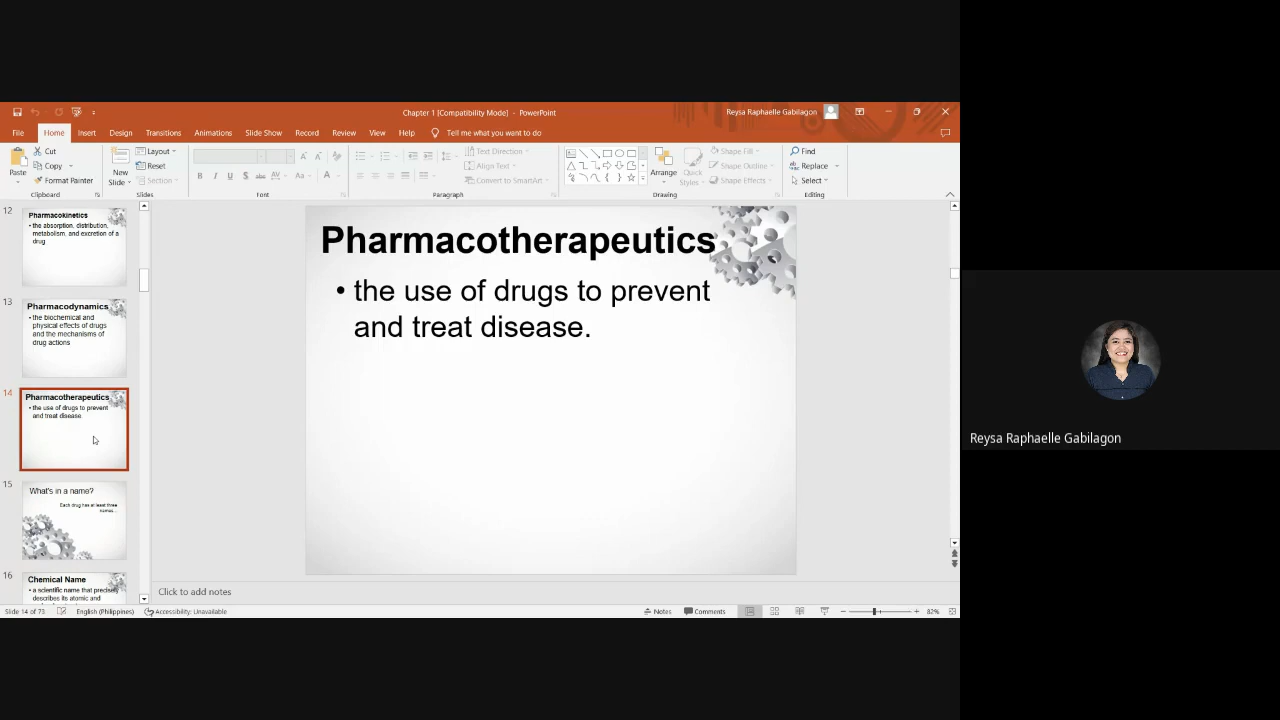 Chapter 1 [Compatibility Mode] - PowerPoint
Reysa Raphaelle Gabilagon
File Home Insert Design Transitions Animations Slide Show Record Review View Help Tell me what you want to do
Paste
Cut
Copy
Format Painter
Clipboard
New
Slide
Layout
Reset
Section
Slides
B I U S abc AV Aa A
Font
Text Direction
Align Text
Convert to SmartArt
Paragraph
Arrange
Quick
Styles
Shape Fill
Shape Outline
Shape Effects
Drawing
Find
Replace
Select
Editing
12
Pharmacokinetics
• the absorption, distribution,
metabolism, and excretion of a
drug
13
Pharmacodynamics
• the biochemical and
physical effects of drugs
and the mechanisms of
drug actions
14
Pharmacotherapeutics
• the use of drugs to prevent
and treat disease.
15
What's in a name?
Each drug has at least three
names...
16
Chemical Name
• a scientific name that precisely
describes its atomic and
Pharmacotherapeutics
• the use of drugs to prevent
and treat disease.
Click to add notes
Slide 14 of 73 English (Philippines) Accessibility: Unavailable Notes Comments 82%
Reysa Raphaelle Gabilagon